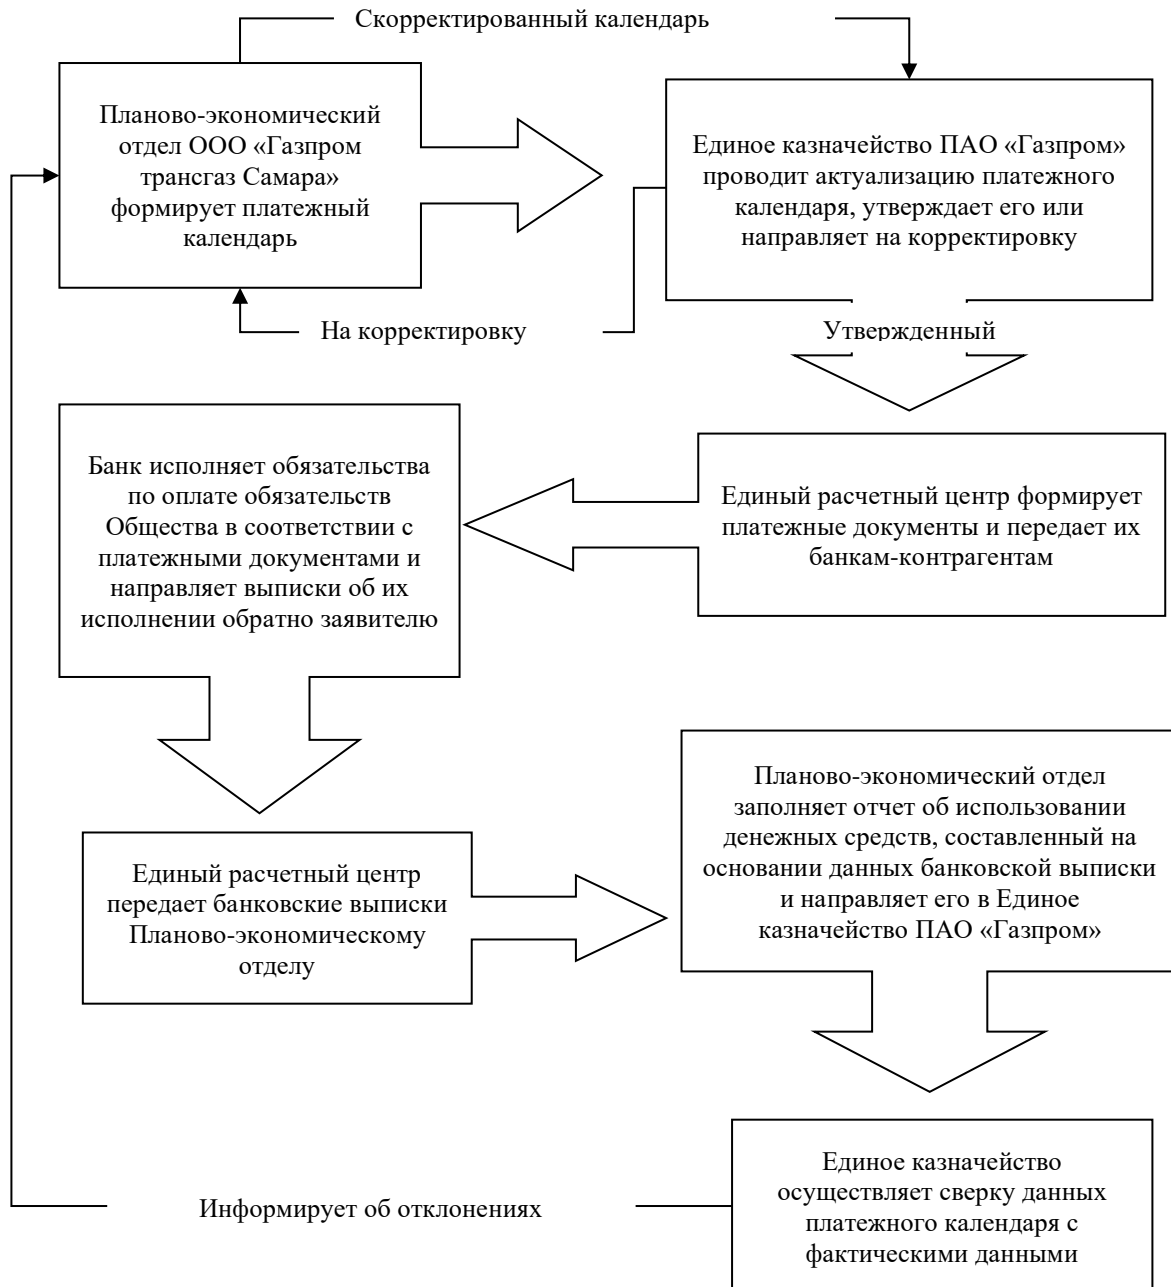 Скорректированный календарь
Планово-экономический
отдел ООО «Газпром
трансгаз Самара»
формирует платежный
календарь
Единое казначейство ПАО «Газпром»
проводит актуализацию платежного
календаря, утверждает его или
направляет на корректировку
На корректировку
Утвержденный
Банк исполняет обязательства
по оплате обязательств
Общества в соответствии с
платежными документами и
направляет выписки об их
исполнении обратно заявителю
Единый расчетный центр формирует
платежные документы и передает их
банкам-контрагентам
Единый расчетный центр
передает банковские выписки
Планово-экономическому
отделу
Планово-экономический отдел
заполняет отчет об использовании
денежных средств, составленный на
основании данных банковской выписки
и направляет его в Единое
казначейство ПАО «Газпром»
Информирует об отклонениях
Единое казначейство
осуществляет сверку данных
платежного календаря с
фактическими данными